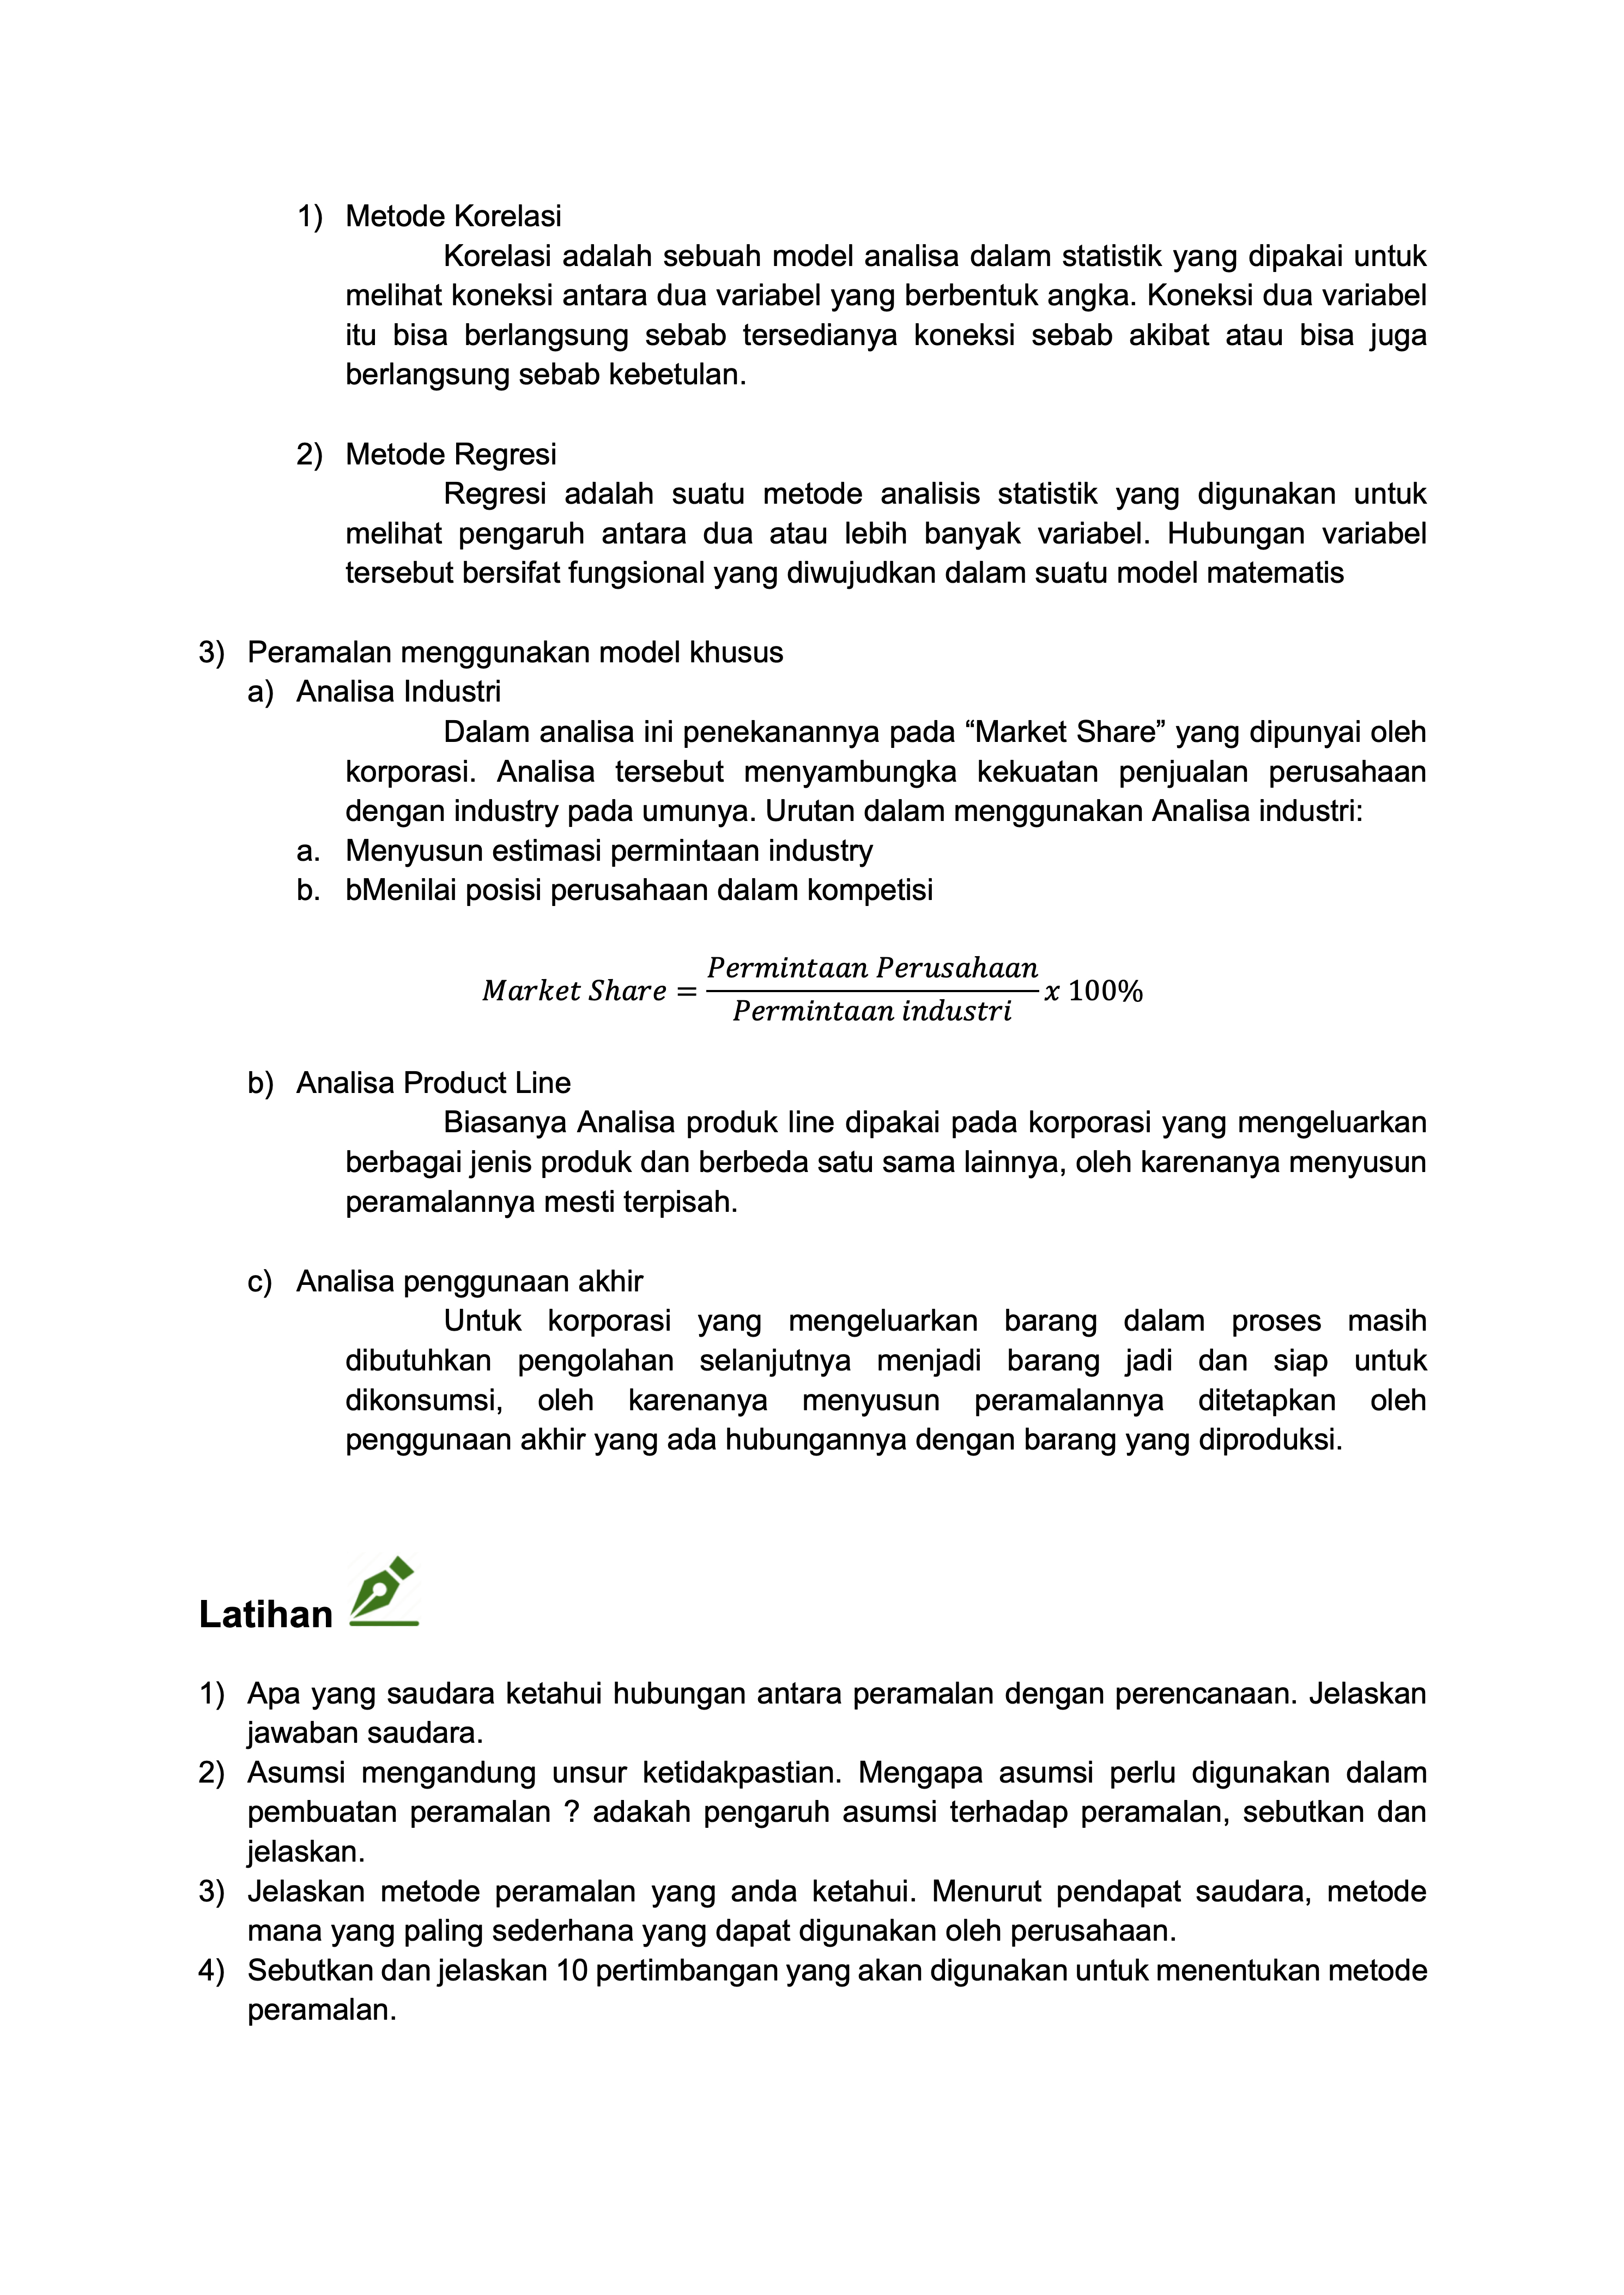 1) Metode Korelasi
Korelasi adalah sebuah model analisa dalam statistik yang dipakai untuk
melihat koneksi antara dua variabel yang berbentuk angka. Koneksi dua variabel
itu bisa berlangsung sebab tersedianya koneksi sebab akibat atau bisa juga
berlangsung sebab kebetulan.
2) Metode Regresi
Regresi adalah suatu metode analisis statistik yang digunakan untuk
melihat pengaruh antara dua atau lebih banyak variabel. Hubungan variabel
tersebut bersifat fungsional yang diwujudkan dalam suatu model matematis
3) Peramalan menggunakan model khusus
a) Analisa Industri
Dalam analisa ini penekanannya pada “Market Share” yang dipunyai oleh
korporasi. Analisa tersebut menyambungka kekuatan penjualan perusahaan
dengan industry pada umunya. Urutan dalam menggunakan Analisa industri:
a. Menyusun estimasi permintaan industry
b. bMenilai posisi perusahaan dalam kompetisi
Market Share = Permintaan Perusahaan / Permintaan industri x 100%
b) Analisa Product Line
Biasanya Analisa produk line dipakai pada korporasi yang mengeluarkan
berbagai jenis produk dan berbeda satu sama lainnya, oleh karenanya menyusun
peramalannya mesti terpisah.
c) Analisa penggunaan akhir
Untuk korporasi yang mengeluarkan barang dalam proses masih
dibutuhkan pengolahan selanjutnya menjadi barang jadi dan siap untuk
dikonsumsi, oleh karenanya menyusun peramalannya ditetapkan oleh
penggunaan akhir yang ada hubungannya dengan barang yang diproduksi.
Latihan
1) Apa yang saudara ketahui hubungan antara peramalan dengan perencanaan. Jelaskan
jawaban saudara.
2) Asumsi mengandung unsur ketidakpastian. Mengapa asumsi perlu digunakan dalam
pembuatan peramalan ? adakah pengaruh asumsi terhadap peramalan, sebutkan dan
jelaskan.
3) Jelaskan metode peramalan yang anda ketahui. Menurut pendapat saudara, metode
mana yang paling sederhana yang dapat digunakan oleh perusahaan.
4) Sebutkan dan jelaskan 10 pertimbangan yang akan digunakan untuk menentukan metode
peramalan.